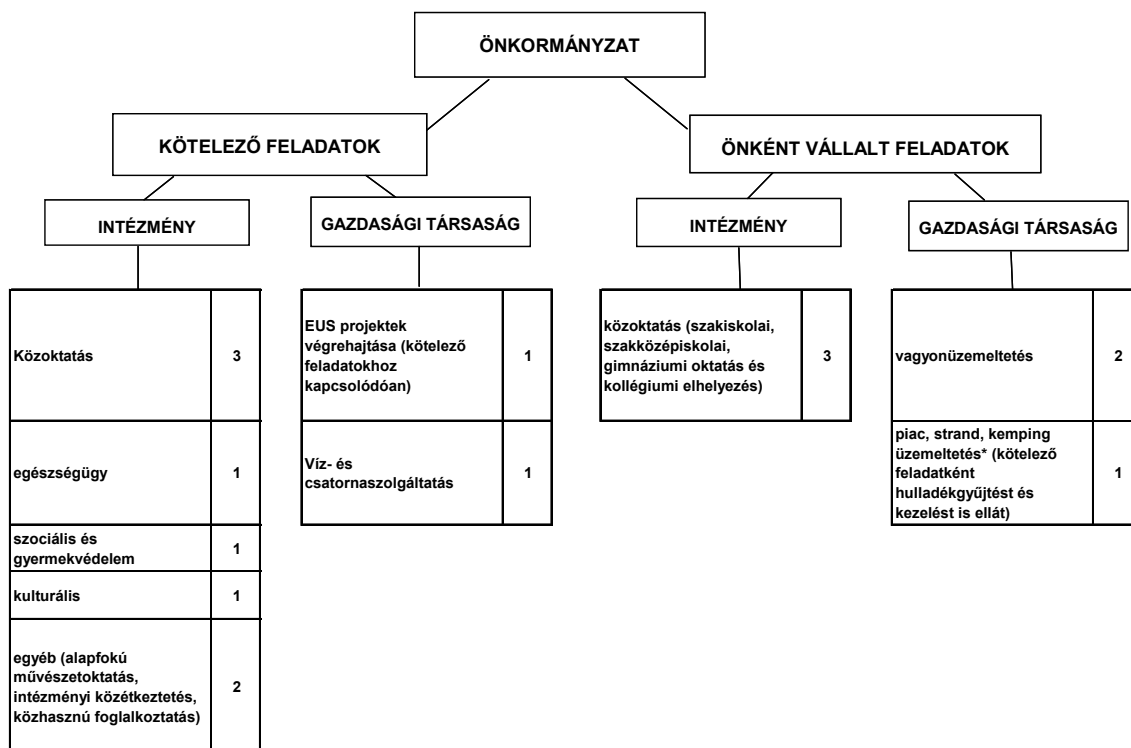 ÖNKORMÁNYZAT
KÖTELEZŐ FELADATOK
ÖNKÉNT VÁLLALT FELADATOK
INTÉZMÉNY
GAZDASÁGI TÁRSASÁG
INTÉZMÉNY
GAZDASÁGI TÁRSASÁG
Közoktatás
3
egészségügy
1
szociális és
gyermekvédelem
1
kulturális
1
egyéb (alapfokú
művészetoktatás,
intézményi közétkeztetés,
közhasznú foglalkoztatás)
2
EUS projektek
végrehajtása (kötelező
feladatokhoz
kapcsolódóan)
1
Víz- és
csatornaszolgáltatás
1
közoktatás (szakiskolai,
szakközépiskolai,
gimnáziumi oktatás és
kollégiumi elhelyezés)
3
vagyonüzemeltetés
2
piac, strand, kemping
üzemeltetés* (kötelező
feladatként
hulladékgyűjtést és
kezelést is ellát)
1